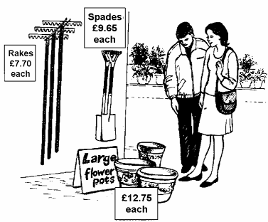 Spades
£9.65
each
Rakes
£7.70
each
Large
flower
pots
£12.75
each